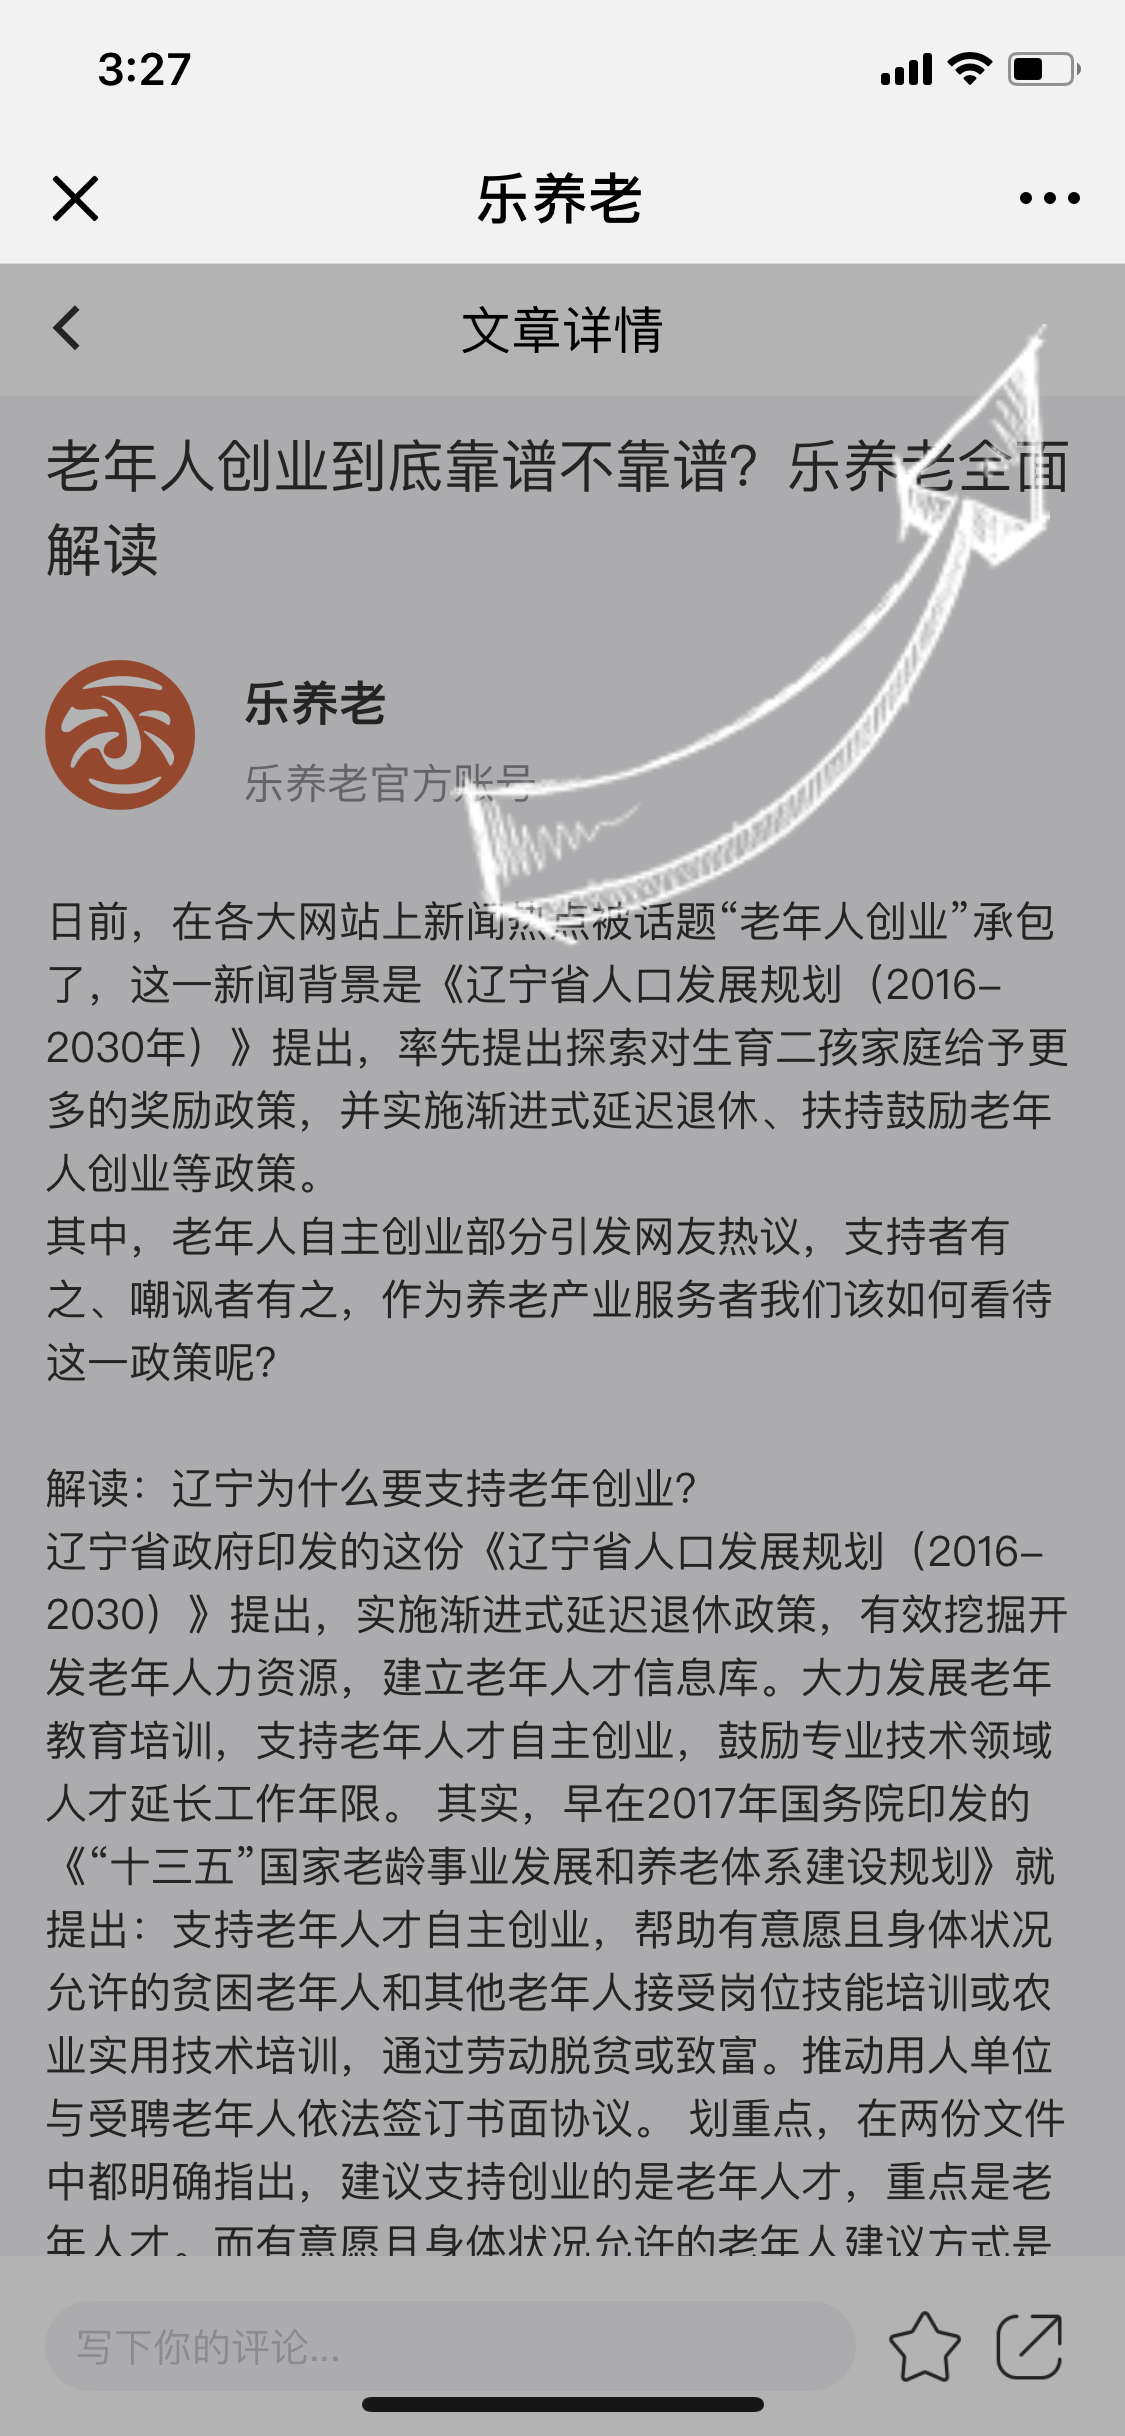 3:27
乐养老
文章详情
老年人创业到底靠谱不靠谱？乐养老全面
解读
乐养老
乐养老官方账号
日前，在各大网站上新闻热点被话题“老年人创业”承包
了，这一新闻背景是《辽宁省人口发展规划（2016-
2030年）》提出，率先提出探索对生育二孩家庭给予更
多的奖励政策，并实施渐进式延迟退休、扶持鼓励老年
人创业等政策。
其中，老年人自主创业部分引发网友热议，支持者有
之、嘲讽者有之，作为养老产业服务者我们该如何看待
这一政策呢？
解读：辽宁为什么要支持老年创业？
辽宁省政府印发的这份《辽宁省人口发展规划（2016-
2030）》提出，实施渐进式延迟退休政策，有效挖掘开
发老年人力资源，建立老年人才信息库。大力发展老年
教育培训，支持老年人才自主创业，鼓励专业技术领域
人才延长工作年限。 其实，早在2017年国务院印发的
《“十三五”国家老龄事业发展和养老体系建设规划》就
提出：支持老年人才自主创业，帮助有意愿且身体状况
允许的贫困老年人和其他老年人接受岗位技能培训或农
业实用技术培训，通过劳动脱贫或致富。推动用人单位
与受聘老年人依法签订书面协议。 划重点，在两份文件
中都明确指出，建议支持创业的是老年人才，重点是老
年人才。而有意愿且身体状况允许的老年人建议方式是
写下你的评论...